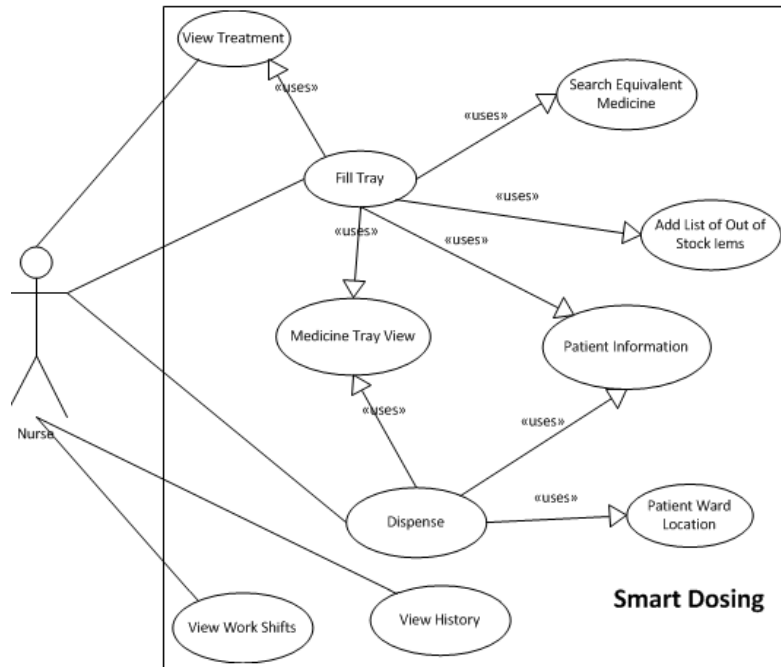 View Treatment
«uses»
Search Equivalent
Medicine
«uses»
Fill Tray
«uses»
Add List of Out of
Stock Iems
«uses»
«uses»
Medicine Tray View
Patient Information
«uses»
«uses»
Nurse
Dispense
«uses»
Patient Ward
Location
Smart Dosing
View Work Shifts
View History